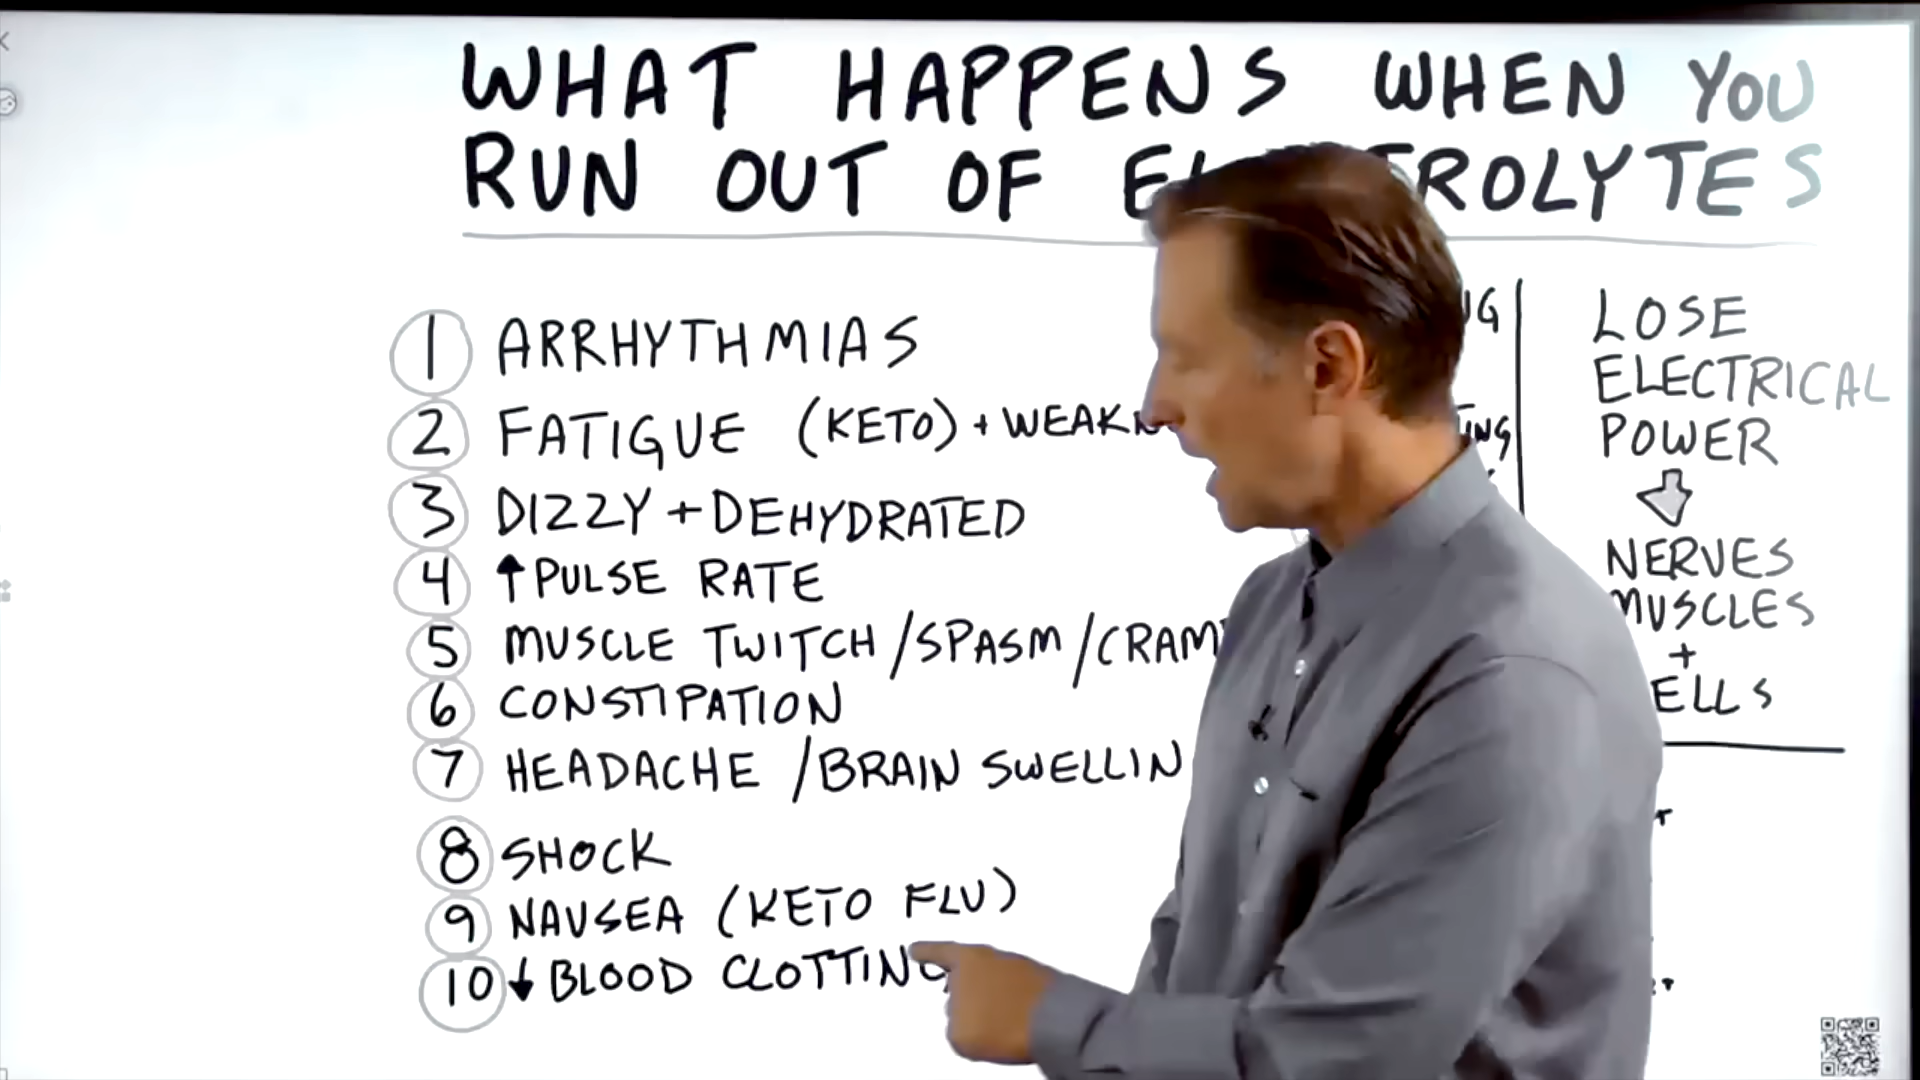 WHAT HAPPENS WHEN YOU
RUN OUT OF
1 ARRHYTHMIAS
2 FATIGUE (KETO) +
3 DIZZY + DEHYDRATED
4 ↑ PULSE RATE
5 MUSCLE TWITCH / SPASM /
6 CONSTIPATION
7 HEADACHE / BRAIN
8 SHOCK
9 NAUSEA (KETO FLU)
10 ↓ BLOOD
LOSE
ELECTRICAL
POWER
NERVES
MUSCLES
+